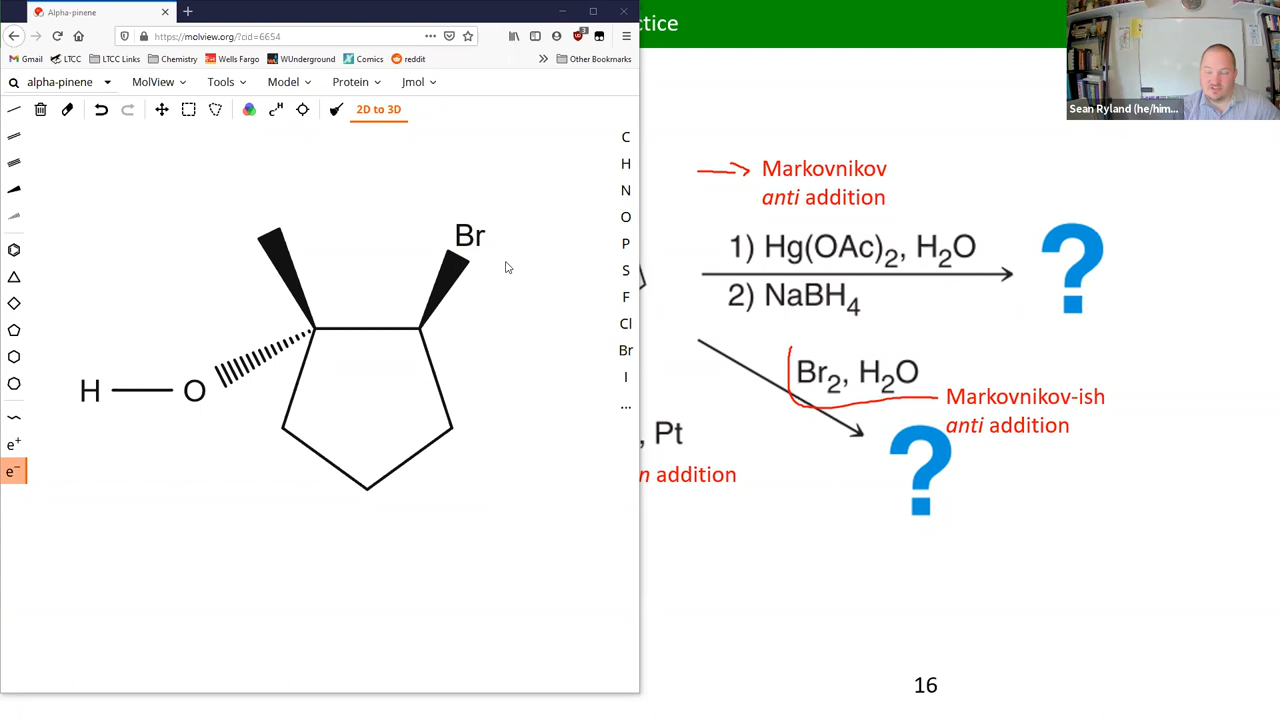 Alpha-pinene
https://molview.org/?cid=6654
Gmail LTCC LTCC Links Chemistry Wells Fargo WUnderground Comics reddit Other Bookmarks
alpha-pinene MolView Tools Model Protein Jmol
2D to 3D
C
H
N
O
P
S
F
Cl
Br
I
...
e+
e−
Br
H O
ctice
Sean Ryland (he/him...
Markovnikov
anti addition
1) Hg(OAc)2, H2O
2) NaBH4
?
Br2, H2O
Markovnikov-ish
anti addition
, Pt
n addition
?
16